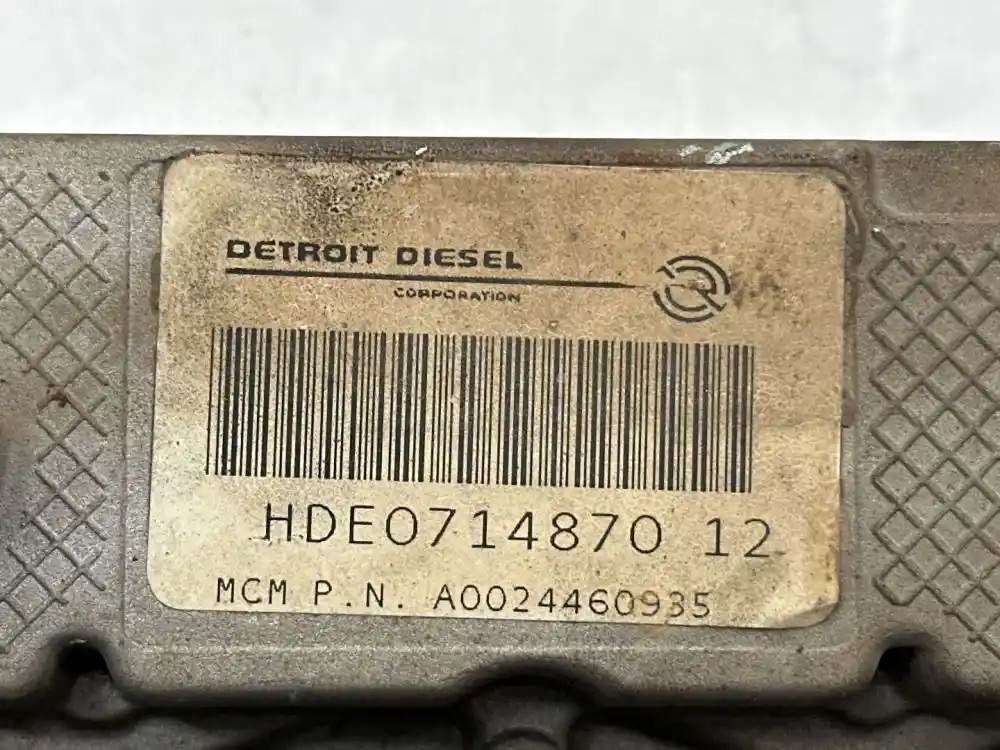 DETROIT DIESEL
CORPORATION
HDE0714870 12
MCM P.N. A0024460935